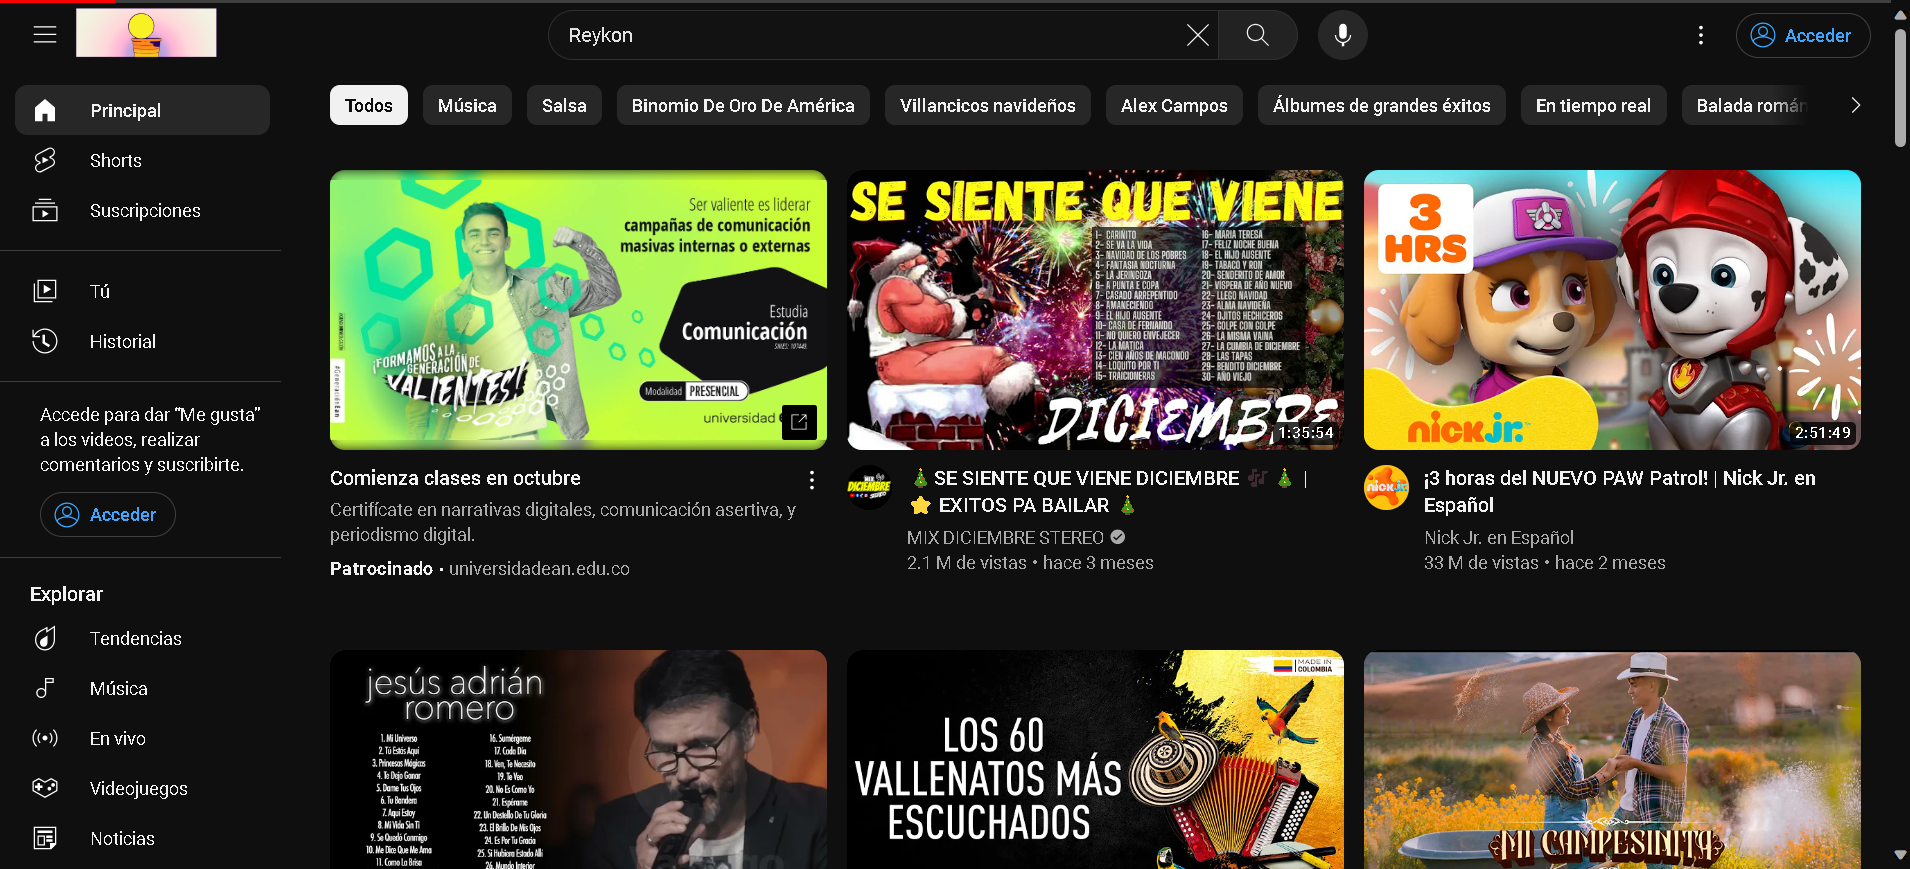 Reykon
Acceder
Principal
Shorts
Suscripciones
Tú
Historial
Accede para dar “Me gusta”
a los videos, realizar
comentarios y suscribirte.
Acceder
Explorar
Tendencias
Música
En vivo
Videojuegos
Noticias
Todos
Música
Salsa
Binomio De Oro De América
Villancicos navideños
Alex Campos
Álbumes de grandes éxitos
En tiempo real
Balada román
Ser valiente es liderar
campañas de comunicación
masivas internas o externas
Estudia
Comunicación
¡FORMAMOS A LA
GENERACIÓN DE
VALIENTES!
Modalidad PRESENCIAL
universidad
Comienza clases en octubre
Certifícate en narrativas digitales, comunicación asertiva, y
periodismo digital.
Patrocinado • universidadean.edu.co
SE SIENTE QUE VIENE
1- CARIÑITO
2- SE VA LA VIDA
3- NAVIDAD DE LOS POBRES
4- FANTASIA NOCTURNA
5- LA JERINGOZA
6- A PUNTA E COPA
7- CASADO ARREPENTIDO
8- AMANECIENDO
9- EL HIJO AUSENTE
10- CASA DE FERNANDO
11- NO QUIERO ENVEJECER
12- LA MATICA
13- CIEN AÑOS DE MACONDO
14- LOQUITO POR TI
15- TRAICIONERAS
16- MARIA TERESA
17- FELIZ NOCHE BUENA
18- EL HIJO AUSENTE
19- TABACO Y RON
20- SENDERITO DE AMOR
21- VISPERA DE AÑO NUEVO
22- LLEGO NAVIDAD
23- ALMA NAVIDEÑA
24- OJITOS HECHICEROS
25- GOLPE CON GOLPE
26- LA MISMA VAINA
27- LA CUMBIA DE DICIEMBRE
28- LAS TAPAS
29- BENDITO DICIEMBRE
30- AÑO VIEJO
DICIEMBRE
1:35:54
MIX
DICIEMBRE
STEREO
🎄 SE SIENTE QUE VIENE DICIEMBRE 🎶 🎄 |
⭐ EXITOS PA BAILAR 🎄
MIX DICIEMBRE STEREO
2.1 M de vistas • hace 3 meses
3
HRS
nick jr.
2:51:49
nick jr
¡3 horas del NUEVO PAW Patrol! | Nick Jr. en
Español
Nick Jr. en Español
33 M de vistas • hace 2 meses
jesús adrián
romero
1. Mi Universo
2. Tú Estás Aquí
3. Princesas Mágicas
4. Te Dejo Ganar
5. Dame Tus Ojos
6. Tu Bandera
7. Aquí Estoy
8. Mi Vida Sin Ti
9. Se Quedó Conmigo
10. Me Dice Que Me Ama
11. Como La Brisa
16. Sumérgeme
17. Cada Día
18. Ven, Te Necesito
19. Te Veo
20. No Es Como Yo
21. Espérame
22. Un Destello De Tu Gloria
23. El Brillo De Mis Ojos
24. Es Por Tu Gracia
25. Si Hubiera Estado Allí
26. Mundo Interior
MADE IN
COLOMBIA
LOS 60
VALLENATOS MÁS
ESCUCHADOS
MI CAMPESINITA